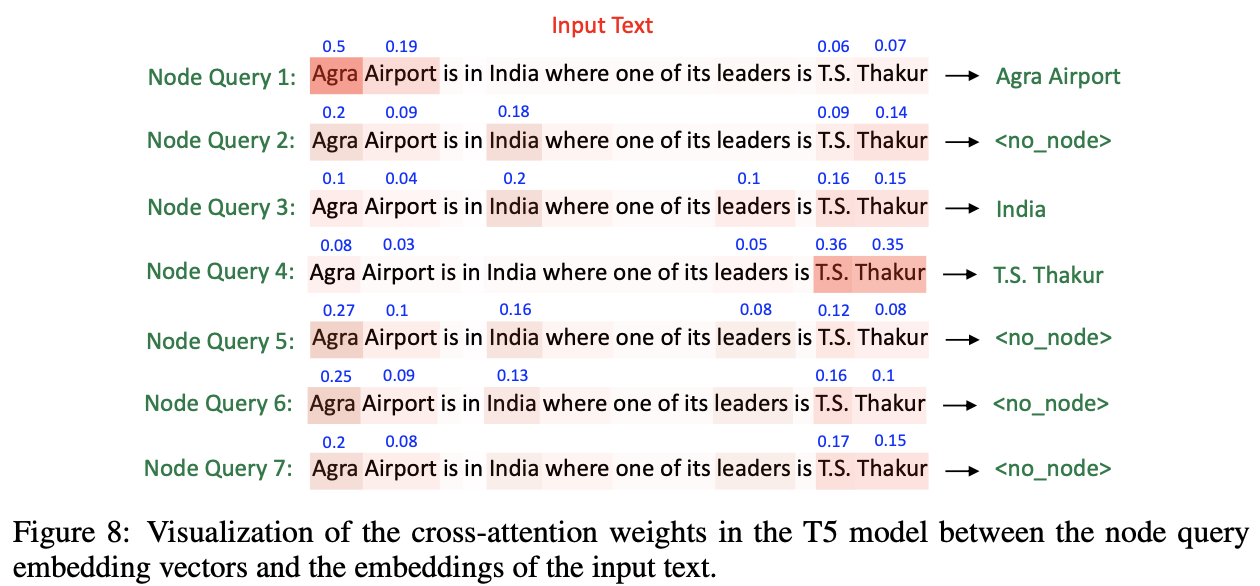 Input Text
0.5 0.19 0.06 0.07
Node Query 1: Agra Airport is in India where one of its leaders is T.S. Thakur → Agra Airport
0.2 0.09 0.18 0.09 0.14
Node Query 2: Agra Airport is in India where one of its leaders is T.S. Thakur → <no_node>
0.1 0.04 0.2 0.1 0.16 0.15
Node Query 3: Agra Airport is in India where one of its leaders is T.S. Thakur → India
0.08 0.03 0.05 0.36 0.35
Node Query 4: Agra Airport is in India where one of its leaders is T.S. Thakur → T.S. Thakur
0.27 0.1 0.16 0.08 0.12 0.08
Node Query 5: Agra Airport is in India where one of its leaders is T.S. Thakur → <no_node>
0.25 0.09 0.13 0.16 0.1
Node Query 6: Agra Airport is in India where one of its leaders is T.S. Thakur → <no_node>
0.2 0.08 0.17 0.15
Node Query 7: Agra Airport is in India where one of its leaders is T.S. Thakur → <no_node>
Figure 8: Visualization of the cross-attention weights in the T5 model between the node query
embedding vectors and the embeddings of the input text.